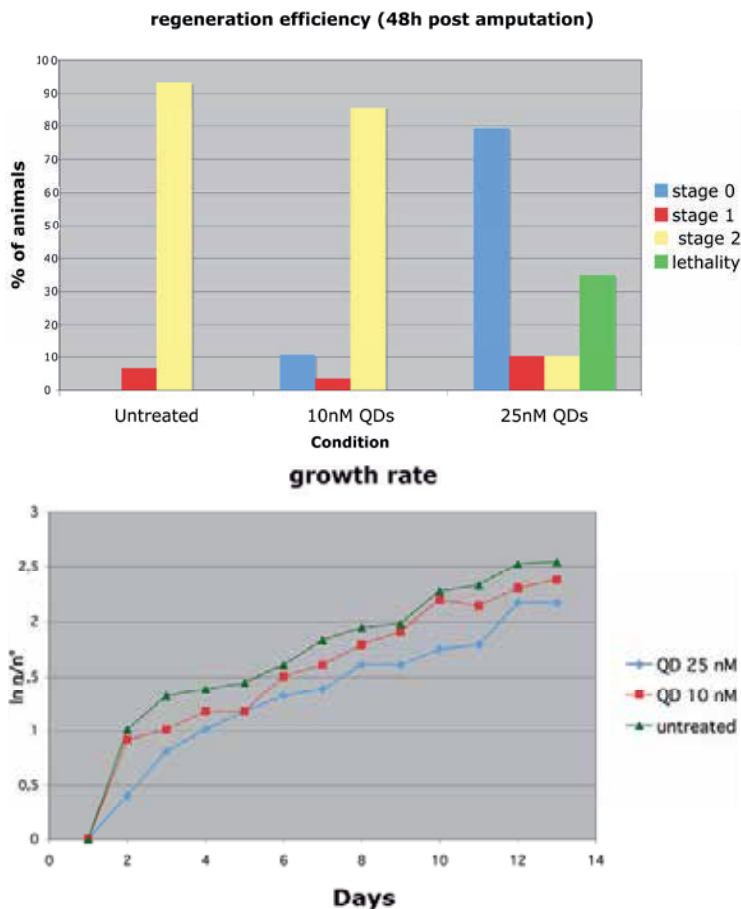 regeneration efficiency (48h post amputation)
100
90
80
70
60
50
40
30
20
10
0
% of animals
Untreated 10nM QDs 25nM QDs
Condition
stage 0
stage 1
stage 2
lethality
growth rate
3
2,5
2
1,5
1
0,5
0
ln n/n°
0 2 4 6 8 10 12 14
Days
QD 25 nM
QD 10 nM
untreated